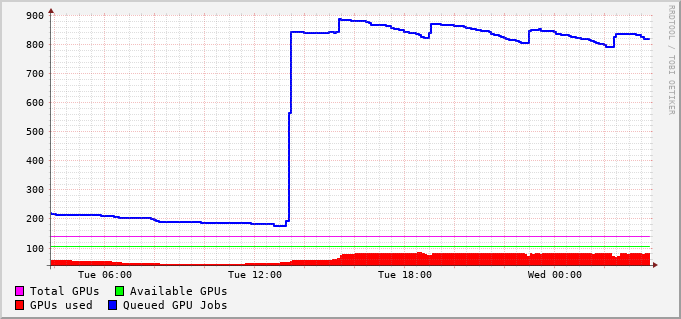 900
800
700
600
500
400
300
200
100
Tue 06:00 Tue 12:00 Tue 18:00 Wed 00:00
Total GPUs Available GPUs
GPUs used Queued GPU Jobs
RRDTOOL / TOBI OETIKER